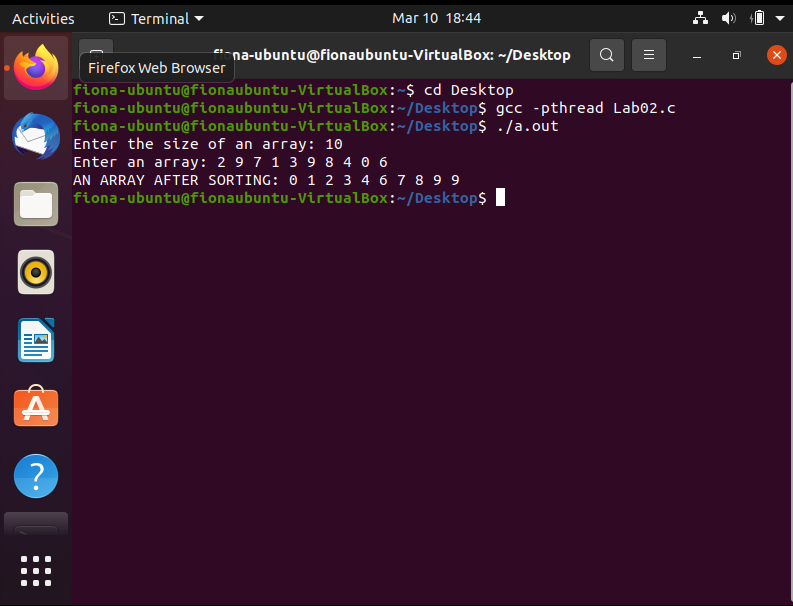 Activities Terminal Mar 10 18:44
fiona-ubuntu@fionaubuntu-VirtualBox: ~/Desktop
Firefox Web Browser
fiona-ubuntu@fionaubuntu-VirtualBox:~$ cd Desktop
fiona-ubuntu@fionaubuntu-VirtualBox:~/Desktop$ gcc -pthread Lab02.c
fiona-ubuntu@fionaubuntu-VirtualBox:~/Desktop$ ./a.out
Enter the size of an array: 10
Enter an array: 2 9 7 1 3 9 8 4 0 6
AN ARRAY AFTER SORTING: 0 1 2 3 4 6 7 8 9 9
fiona-ubuntu@fionaubuntu-VirtualBox:~/Desktop$